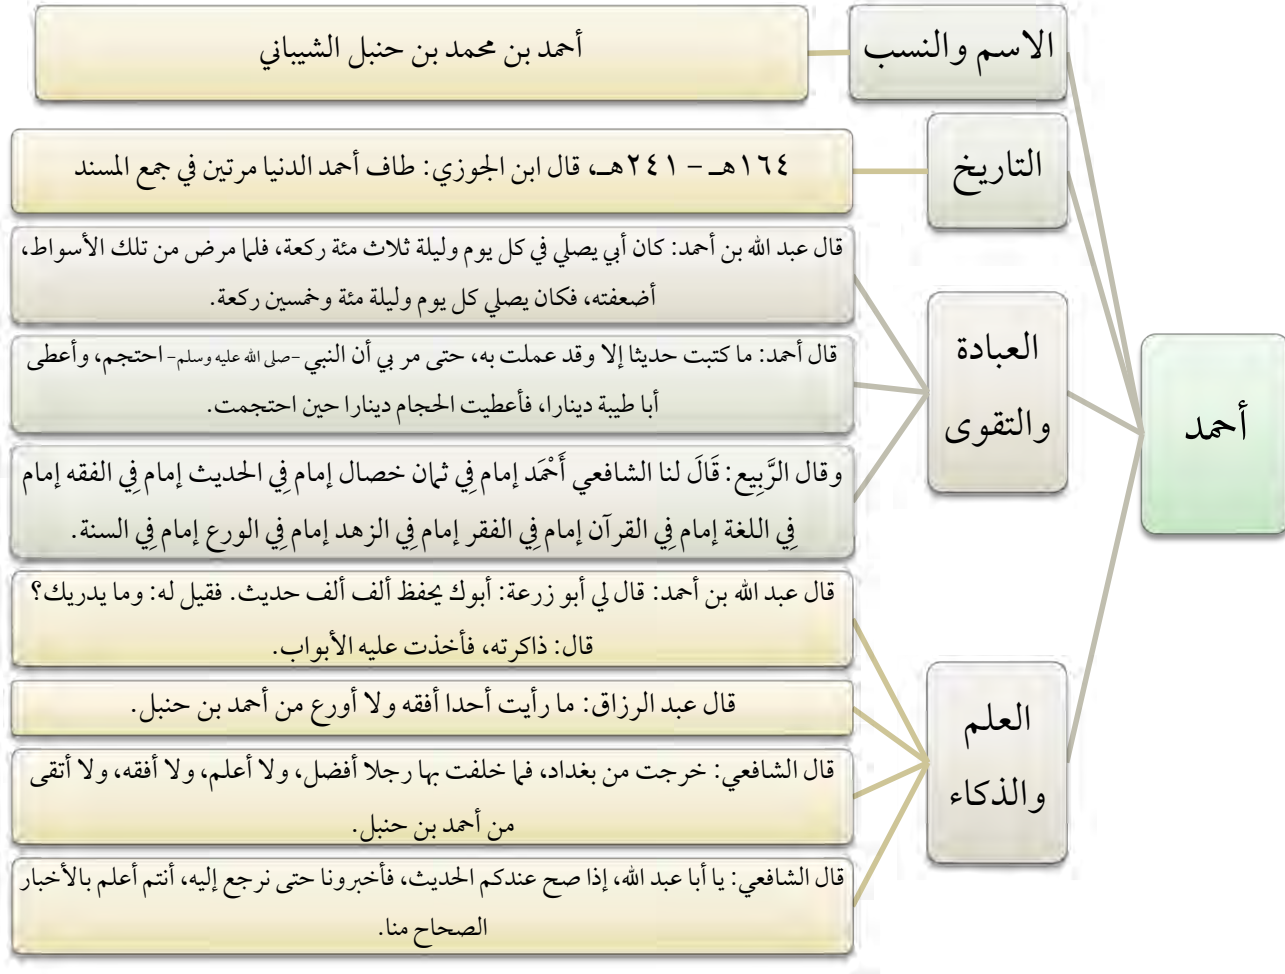 أحمد
الاسم والنسب
أحمد بن محمد بن حنبل الشيباني
التاريخ
١٦٤هـ - ٢٤١هـ، قال ابن الجوزي: طاف أحمد الدنيا مرتين في جمع المسند
العبادة
والتقوى
قال عبد الله بن أحمد: كان أبي يصلي في كل يوم وليلة ثلاث مئة ركعة، فلما مرض من تلك الأسواط،
أضعفته، فكان يصلي كل يوم وليلة مئة وخمسين ركعة.
قال أحمد: ما كتبت حديثا إلا وقد عملت به، حتى مر بي أن النبي -صلى الله عليه وسلم- احتجم، وأعطى
أبا طيبة دينارا، فأعطيت الحجام دينارا حين احتجمت.
وقال الرَّبِيع: قَالَ لنا الشافعي أَحْمَد إمام فِي ثمان خصال إمام فِي الحديث إمام فِي الفقه إمام
فِي اللغة إمام فِي القرآن إمام فِي الفقر إمام فِي الزهد إمام فِي الورع إمام فِي السنة.
العلم
والذكاء
قال عبد الله بن أحمد: قال لي أبو زرعة: أبوك يحفظ ألف ألف حديث. فقيل له: وما يدريك؟
قال: ذاكرته، فأخذت عليه الأبواب.
قال عبد الرزاق: ما رأيت أحدا أفقه ولا أورع من أحمد بن حنبل.
قال الشافعي: خرجت من بغداد، فما خلفت بها رجلا أفضل، ولا أعلم، ولا أفقه، ولا أتقى
من أحمد بن حنبل.
قال الشافعي: يا أبا عبد الله، إذا صح عندكم الحديث، فأخبرونا حتى نرجع إليه، أنتم أعلم بالأخبار
الصحاح منا.